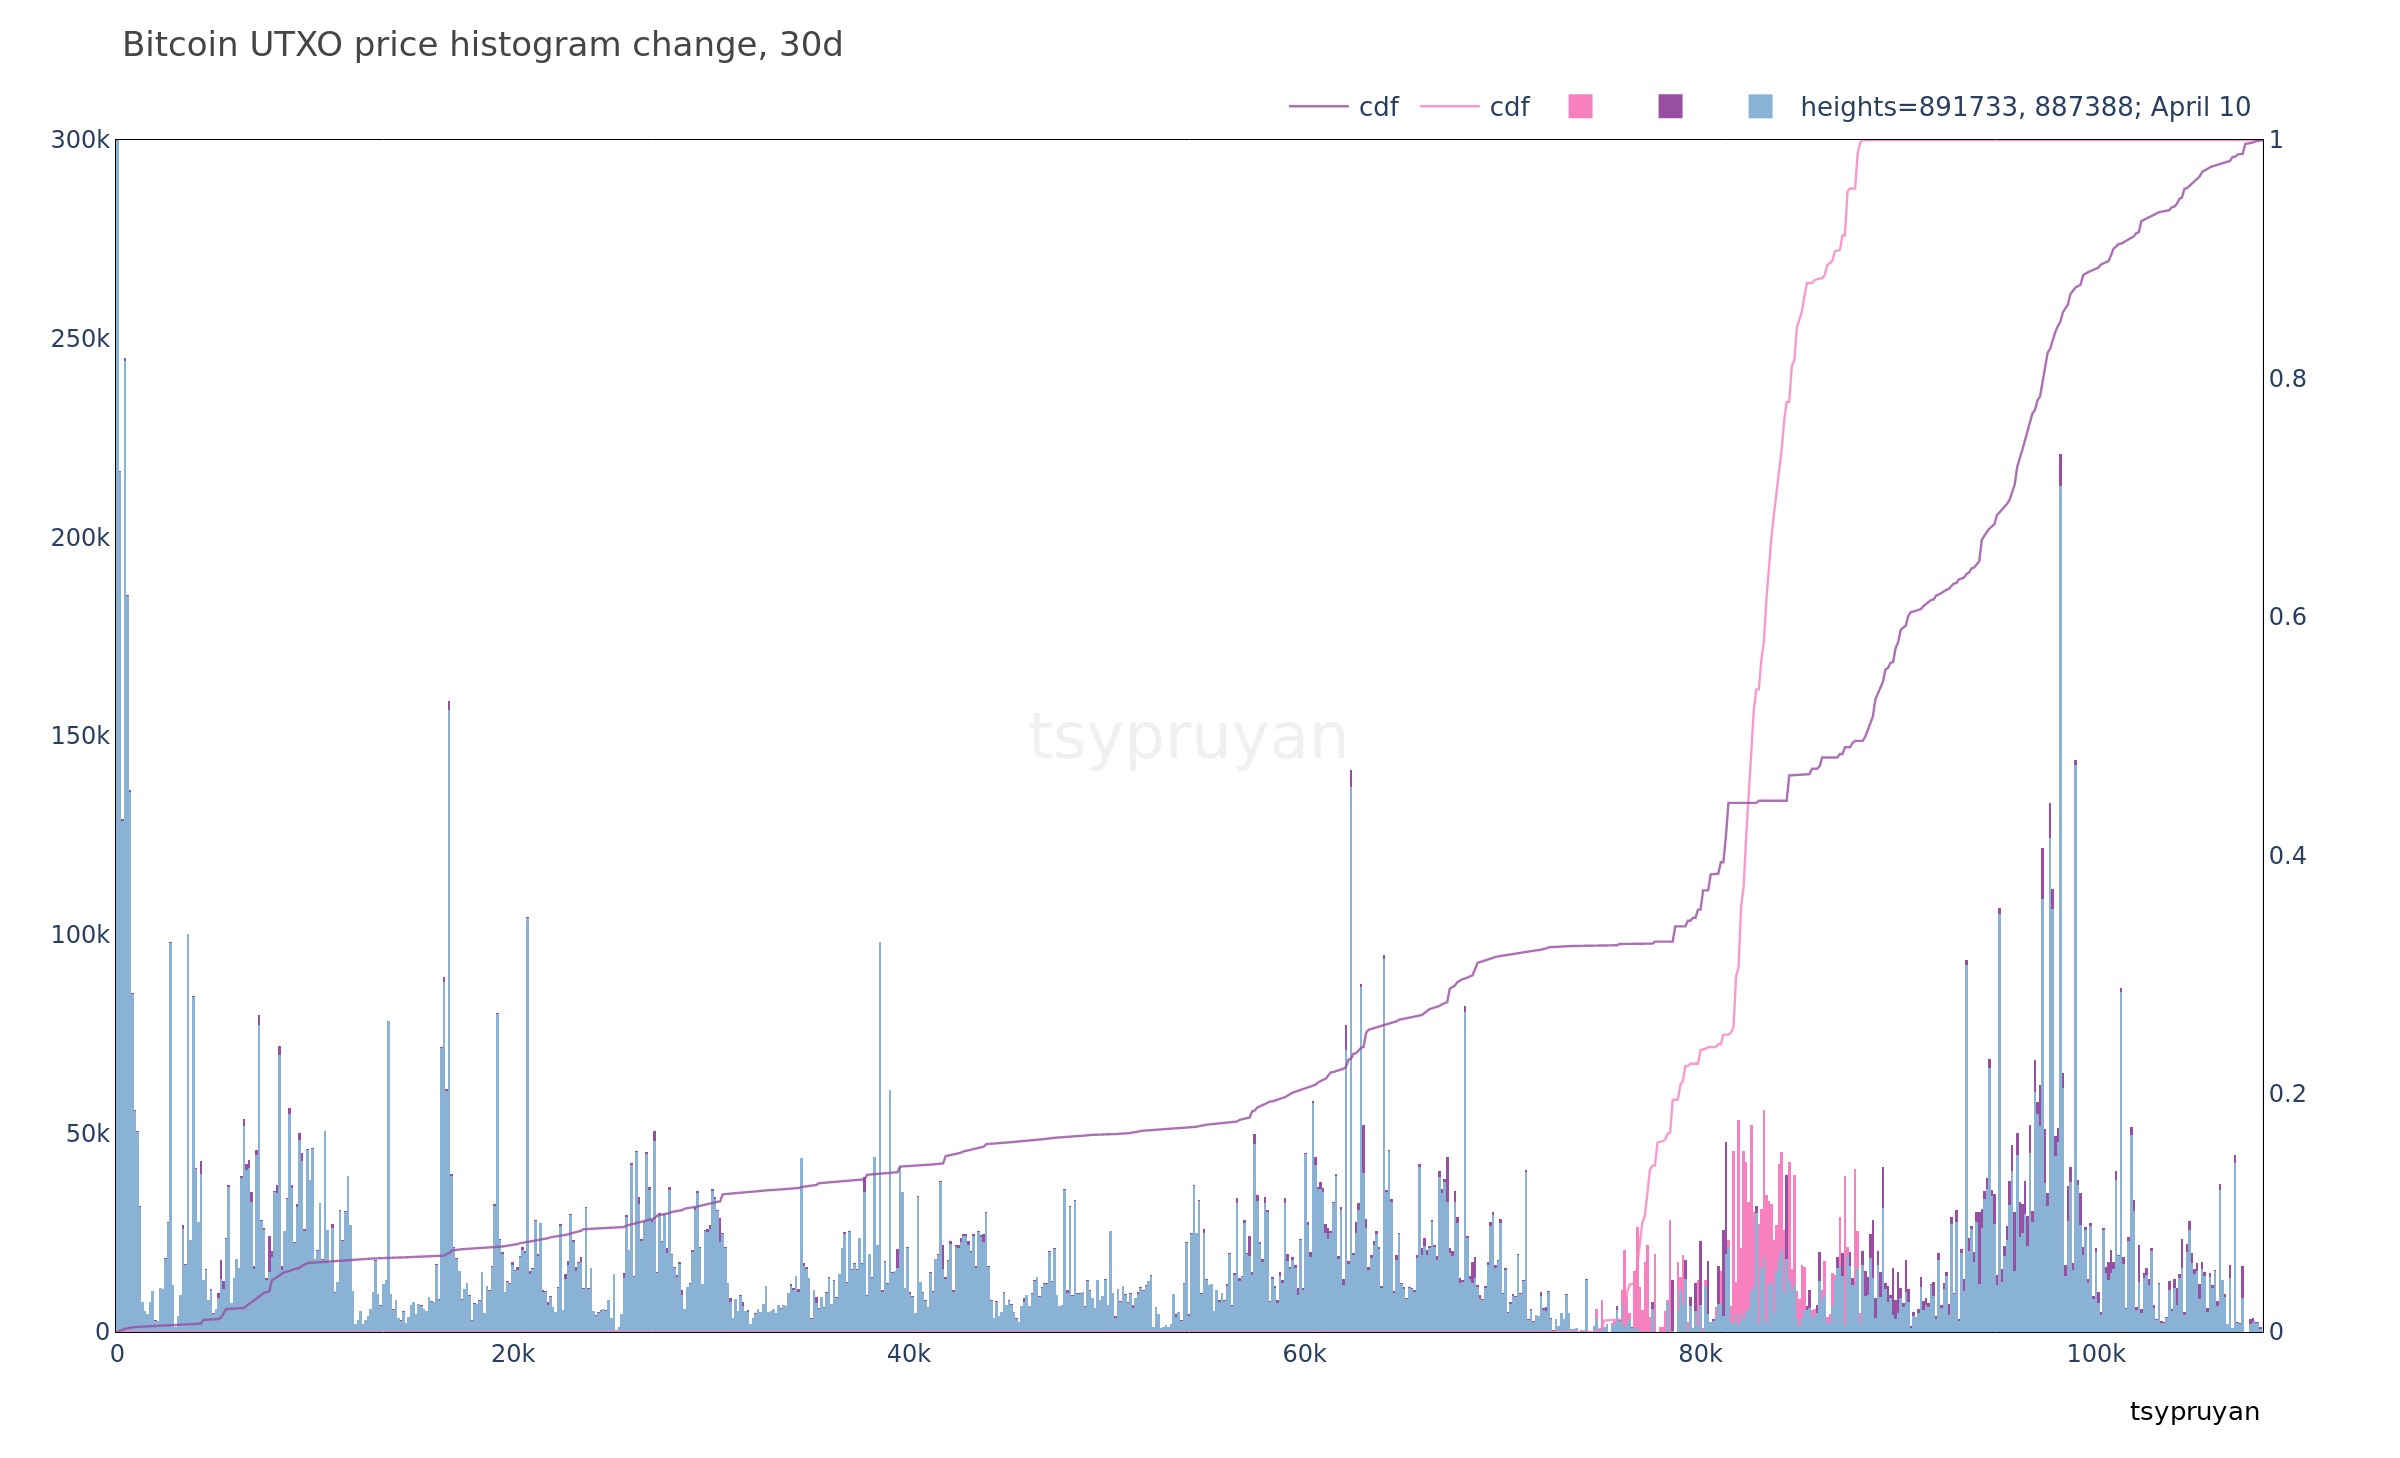 Bitcoin UTXO price histogram change, 30d
cdf cdf heights=891733, 887388; April 10
300k
250k
200k
150k
100k
50k
0
1
0.8
0.6
0.4
0.2
0
tsypruyan
0 20k 40k 60k 80k 100k
tsypruyan